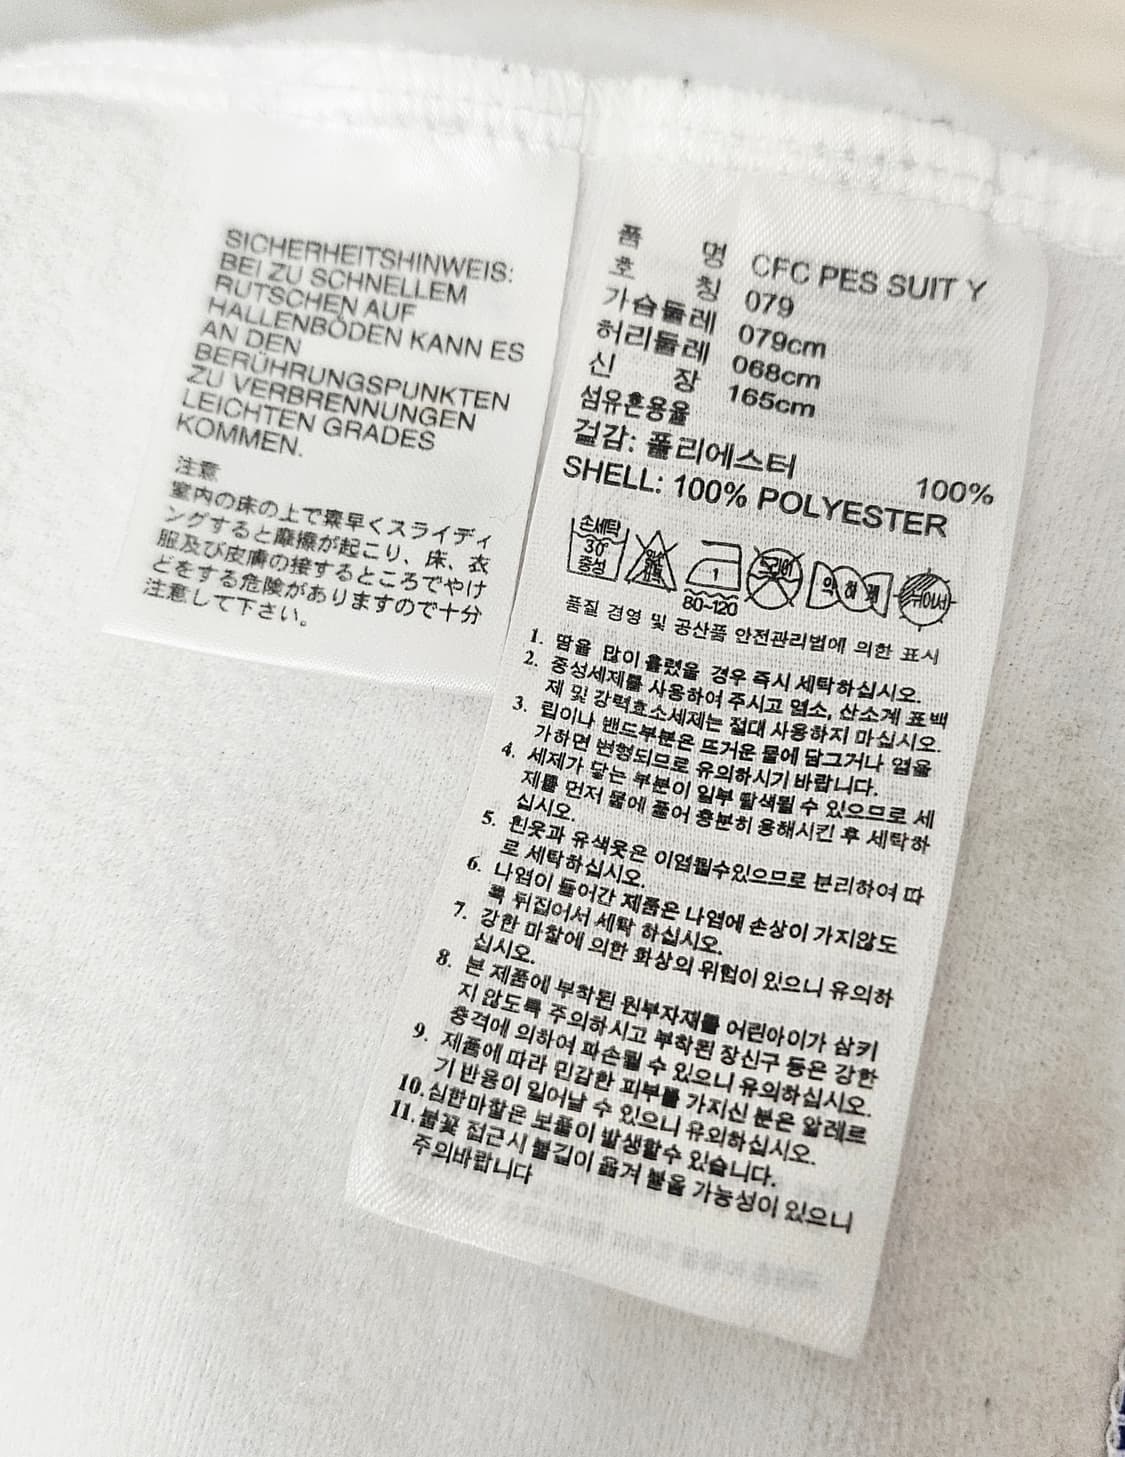 SICHERHEITSHINWEIS:
BEI ZU SCHNELLEM
RUTSCHEN AUF
HALLENBÖDEN KANN ES
AN DEN
BERÜHRUNGSPUNKTEN
ZU VERBRENNUNGEN
LEICHTEN GRADES
KOMMEN.
注意
室内の床の上で素早くスライディ
ングすると摩擦が起こり、床、衣
服及び皮膚の接するところでやけ
どをする危険がありますので十分
注意して下さい。
품 명 CFC PES SUIT Y
호 칭 079
가슴둘레 079cm
허리둘레 068cm
신 장 165cm
섬유혼용율
겉감: 폴리에스터 100%
SHELL: 100% POLYESTER
손세탁 30° 중성
1 80~120
드라이
약하게
뉘어서
품질 경영 및 공산품 안전관리법에 의한 표시
1. 땀을 많이 흘렸을 경우 즉시 세탁하십시오.
2. 중성세제를 사용하여 주시고 염소, 산소계 표백
제 및 강력효소세제는 절대 사용하지 마십시오.
3. 립이나 밴드부분은 뜨거운 물에 담그거나 열을
가하면 변형되므로 유의하시기 바랍니다.
4. 세제가 닿는 부분이 일부 탈색될 수 있으므로 세
제를 먼저 물에 풀어 충분히 용해시킨 후 세탁하
십시오.
5. 흰옷과 유색옷은 이염될수있으므로 분리하여 따
로 세탁하십시오.
6. 나염이 들어간 제품은 나염에 손상이 가지않도
록 뒤집어서 세탁 하십시오.
7. 강한 마찰에 의한 화상의 위험이 있으니 유의하
십시오.
8. 본 제품에 부착된 원부자재를 어린아이가 삼키
지 않도록 주의하시고 부착된 장신구 등은 강한
충격에 의하여 파손될 수 있으니 유의하십시오.
9. 제품에 따라 민감한 피부를 가지신 분은 알레르
기 반응이 일어날 수 있으니 유의하십시오.
10. 심한마찰은 보풀이 발생할수 있습니다.
11. 불꽃 접근시 불길이 옮겨 붙을 가능성이 있으니
주의바랍니다